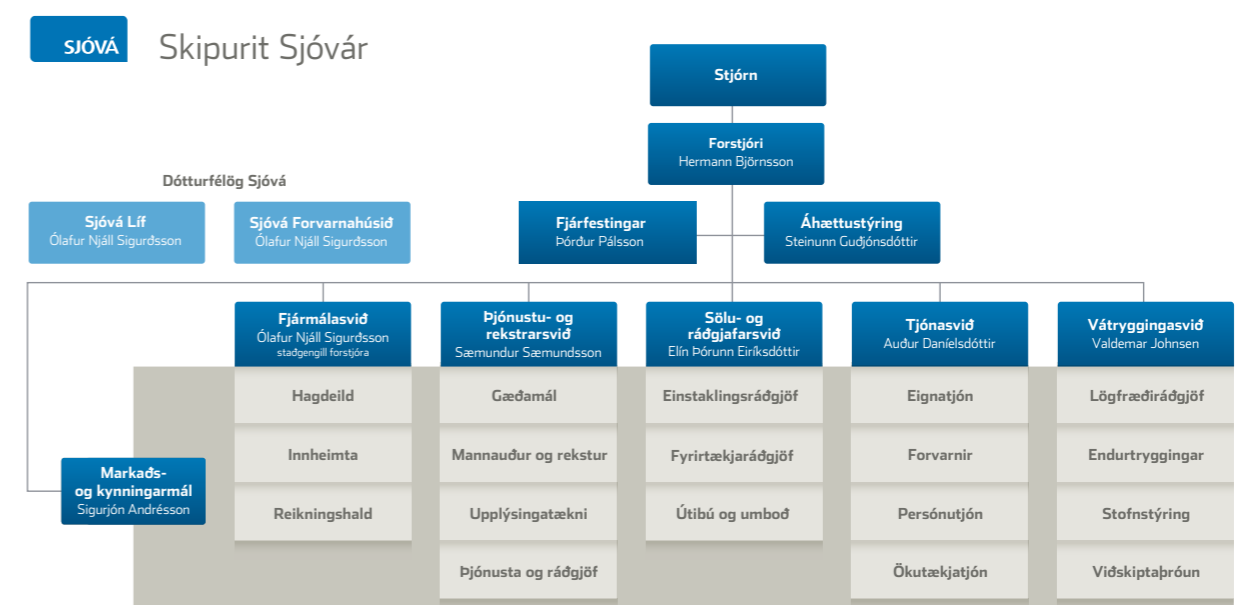 SJÓVÁ
Skipurit Sjóvár
Stjórn
Forstjóri
Hermann Björnsson
Dótturfélög Sjóvá
Sjóvá Líf
Ólafur Njáll Sigurðsson
Sjóvá Forvarnahúsið
Ólafur Njáll Sigurðsson
Fjárfestingar
Þórður Pálsson
Áhættustýring
Steinunn Guðjónsdóttir
Markaðs-
og kynningarmál
Sigurjón Andrésson
Fjármálasvið
Ólafur Njáll Sigurðsson
staðgengill forstjóra
Hagdeild
Innheimta
Reikningshald
Þjónustu- og
rekstrarsvið
Sæmundur Sæmundsson
Gæðamál
Mannauður og rekstur
Upplýsingatækni
Þjónusta og ráðgjöf
Sölu- og
ráðgjafarsvið
Elín Þórunn Eiríksdóttir
Einstaklingsráðgjöf
Fyrirtækjaráðgjöf
Útibú og umboð
Tjónasvið
Auður Daníelsdóttir
Eignatjón
Forvarnir
Persónutjón
Ökutækjatjón
Vátryggingasvið
Valdemar Johnsen
Lögfræðiráðgjöf
Endurtryggingar
Stofnstýring
Viðskiptaþróun